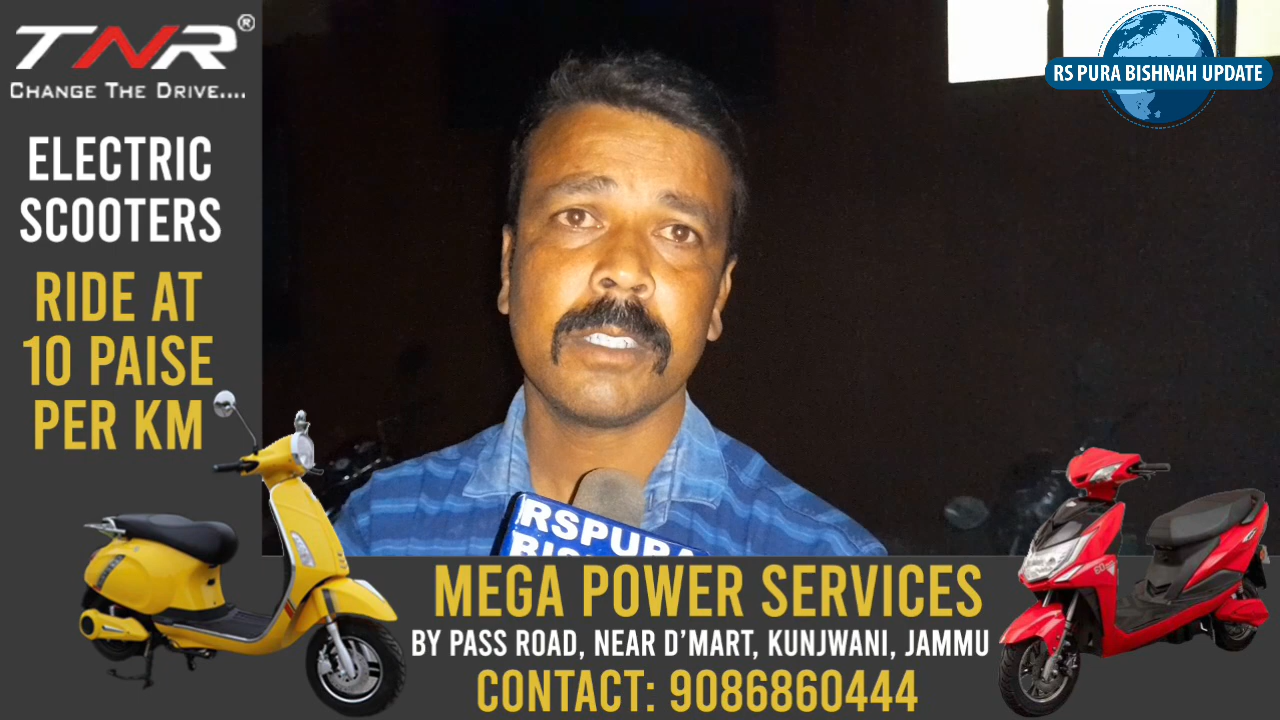 TNR®
CHANGE THE DRIVE....
ELECTRIC
SCOOTERS
RIDE AT
10 PAISE
PER KM
RS PURA BISHNAH UPDATE
RSPURA
MEGA POWER SERVICES
BY PASS ROAD, NEAR D'MART, KUNJWANI, JAMMU
CONTACT: 9086860444